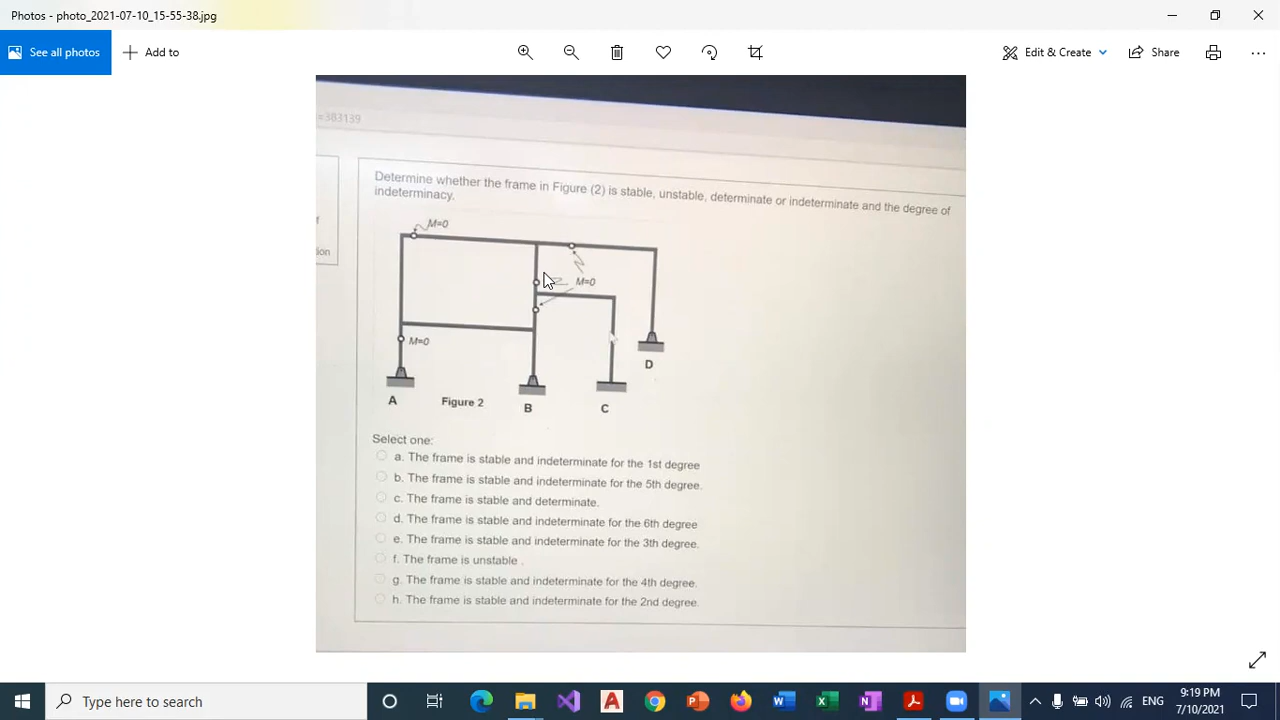 Photos - photo_2021-07-10_15-55-38.jpg
See all photos
Add to
Edit & Create
Share
=383139
Determine whether the frame in Figure (2) is stable, unstable, determinate or indeterminate and the degree of
indeterminacy.
ion
M=0
M=0
M=0
D
A
Figure 2
B
C
Select one:
a. The frame is stable and indeterminate for the 1st degree
b. The frame is stable and indeterminate for the 5th degree.
c. The frame is stable and determinate.
d. The frame is stable and indeterminate for the 6th degree
e. The frame is stable and indeterminate for the 3th degree.
f. The frame is unstable .
g. The frame is stable and indeterminate for the 4th degree.
h. The frame is stable and indeterminate for the 2nd degree.
Type here to search
ENG
9:19 PM
7/10/2021